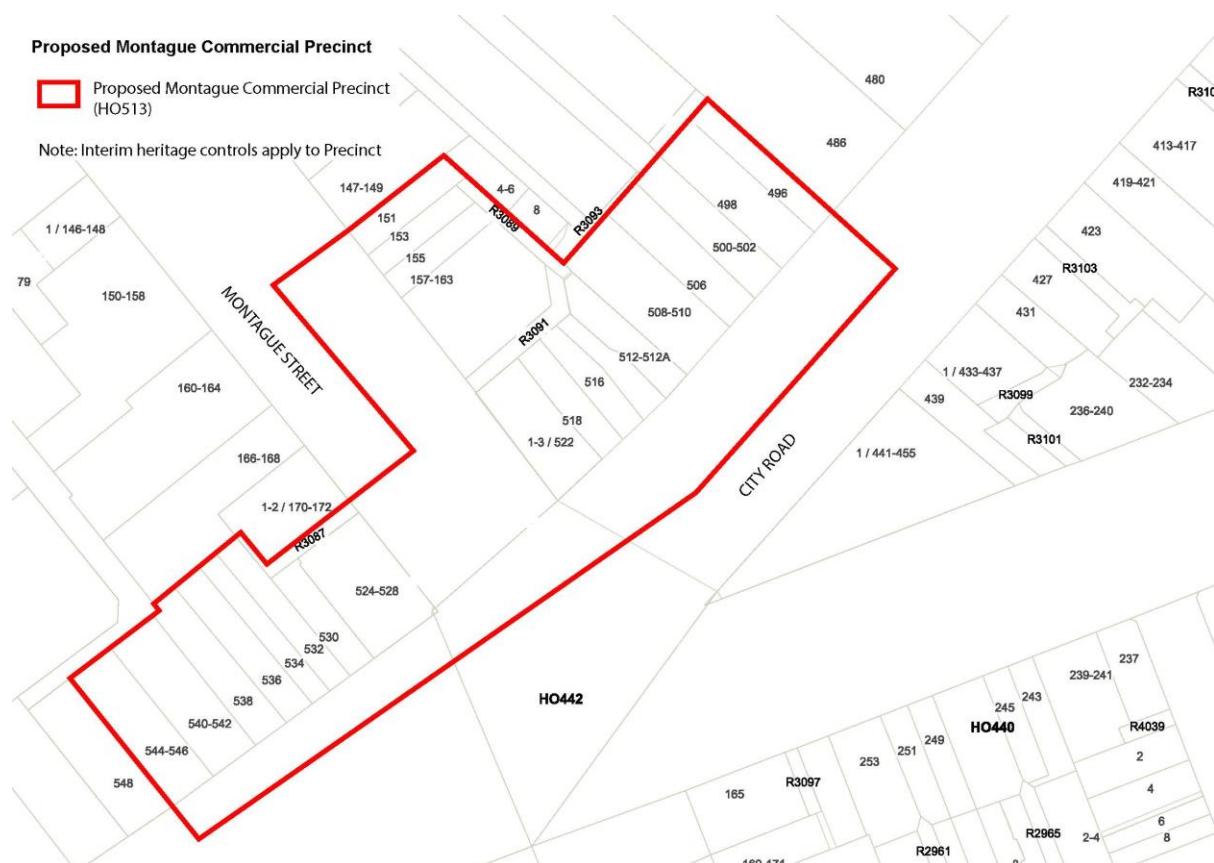 Proposed Montague Commercial Precinct
Proposed Montague Commercial Precinct
(HO513)
Note: Interim heritage controls apply to Precinct
480
R310
486
413-417
419-421
147-149
4-6
8
R3089
R3093
496
498
151
153
155
157-163
1 / 146-148
79
150-158
MONTAGUE STREET
500-502
506
508-510
423
427
R3103
431
R3091
512-512A
516
518
1-3 / 522
160-164
1 / 433-437
439
R3099
232-234
236-240
R3101
CITY ROAD
1 / 441-455
166-168
1-2 / 170-172
R3087
524-528
530
532
534
536
538
540-542
544-546
548
HO442
237
239-241
243
245
HO440
249
251
253
R4039
2
4
6
8
2-4
165
R3097
R2965
R2961